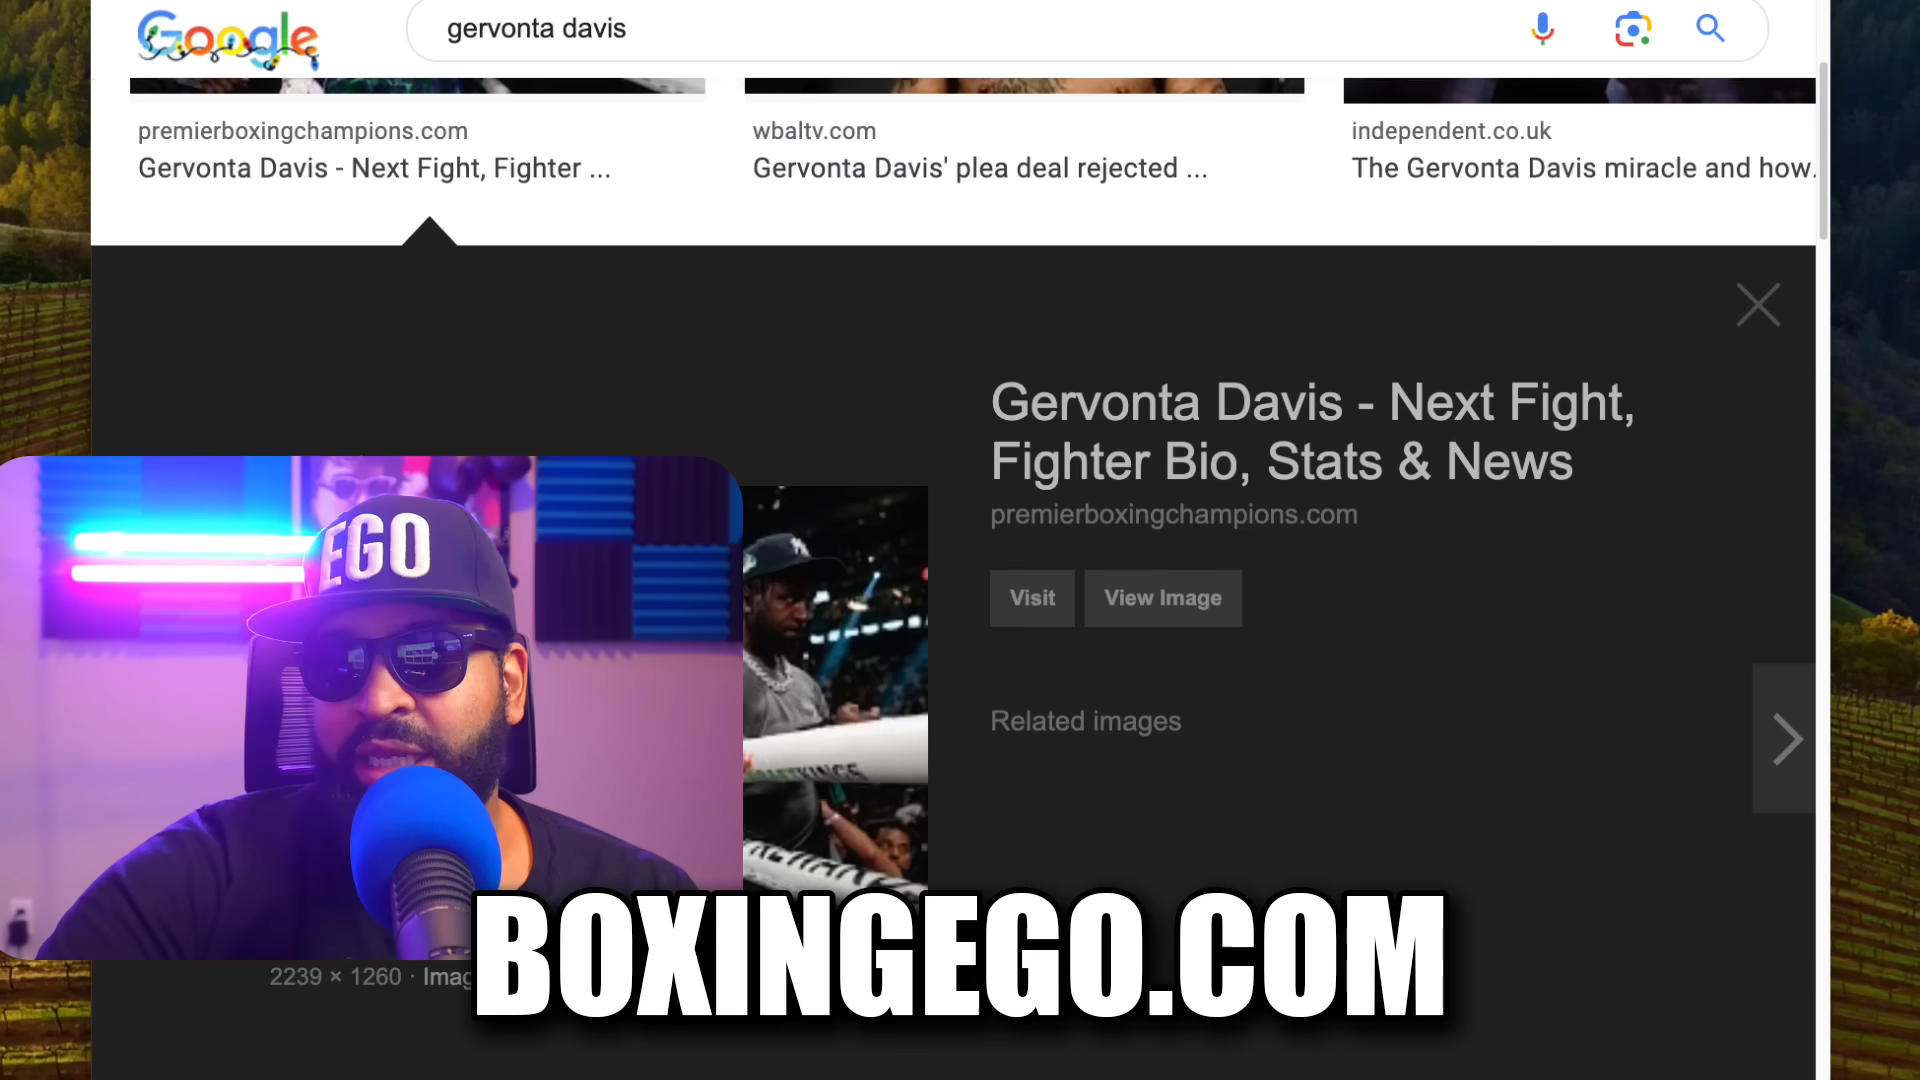 Google
gervonta davis
premierboxingchampions.com
Gervonta Davis - Next Fight, Fighter ...
wbaltv.com
Gervonta Davis' plea deal rejected ...
independent.co.uk
The Gervonta Davis miracle and how.
Gervonta Davis - Next Fight,
Fighter Bio, Stats & News
premierboxingchampions.com
Visit
View Image
Related images
EGO
2239 × 1260 · Imag
BOXINGEGO.COM